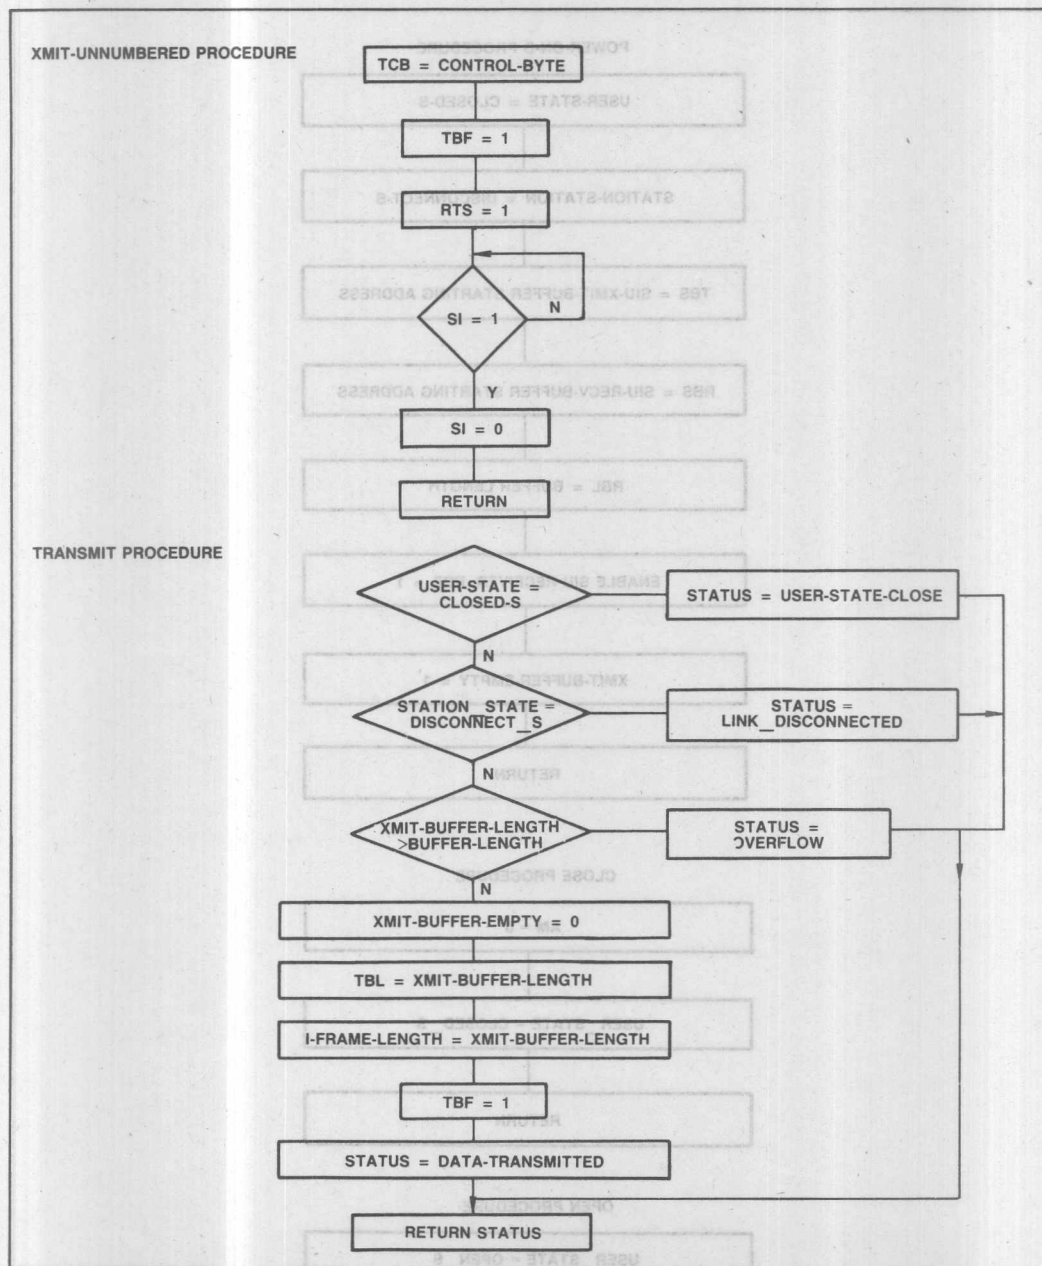 XMIT-UNNUMBERED PROCEDURE
TCB = CONTROL-BYTE
TBF = 1
RTS = 1
SI = 1
N
Y
SI = 0
RETURN
TRANSMIT PROCEDURE
USER-STATE =
CLOSED-S
STATUS = USER-STATE-CLOSE
N
STATION_STATE =
DISCONNECT_S
STATUS =
LINK_DISCONNECTED
N
XMIT-BUFFER-LENGTH
>BUFFER-LENGTH
STATUS =
OVERFLOW
N
XMIT-BUFFER-EMPTY = 0
TBL = XMIT-BUFFER-LENGTH
I-FRAME-LENGTH = XMIT-BUFFER-LENGTH
TBF = 1
STATUS = DATA-TRANSMITTED
RETURN STATUS